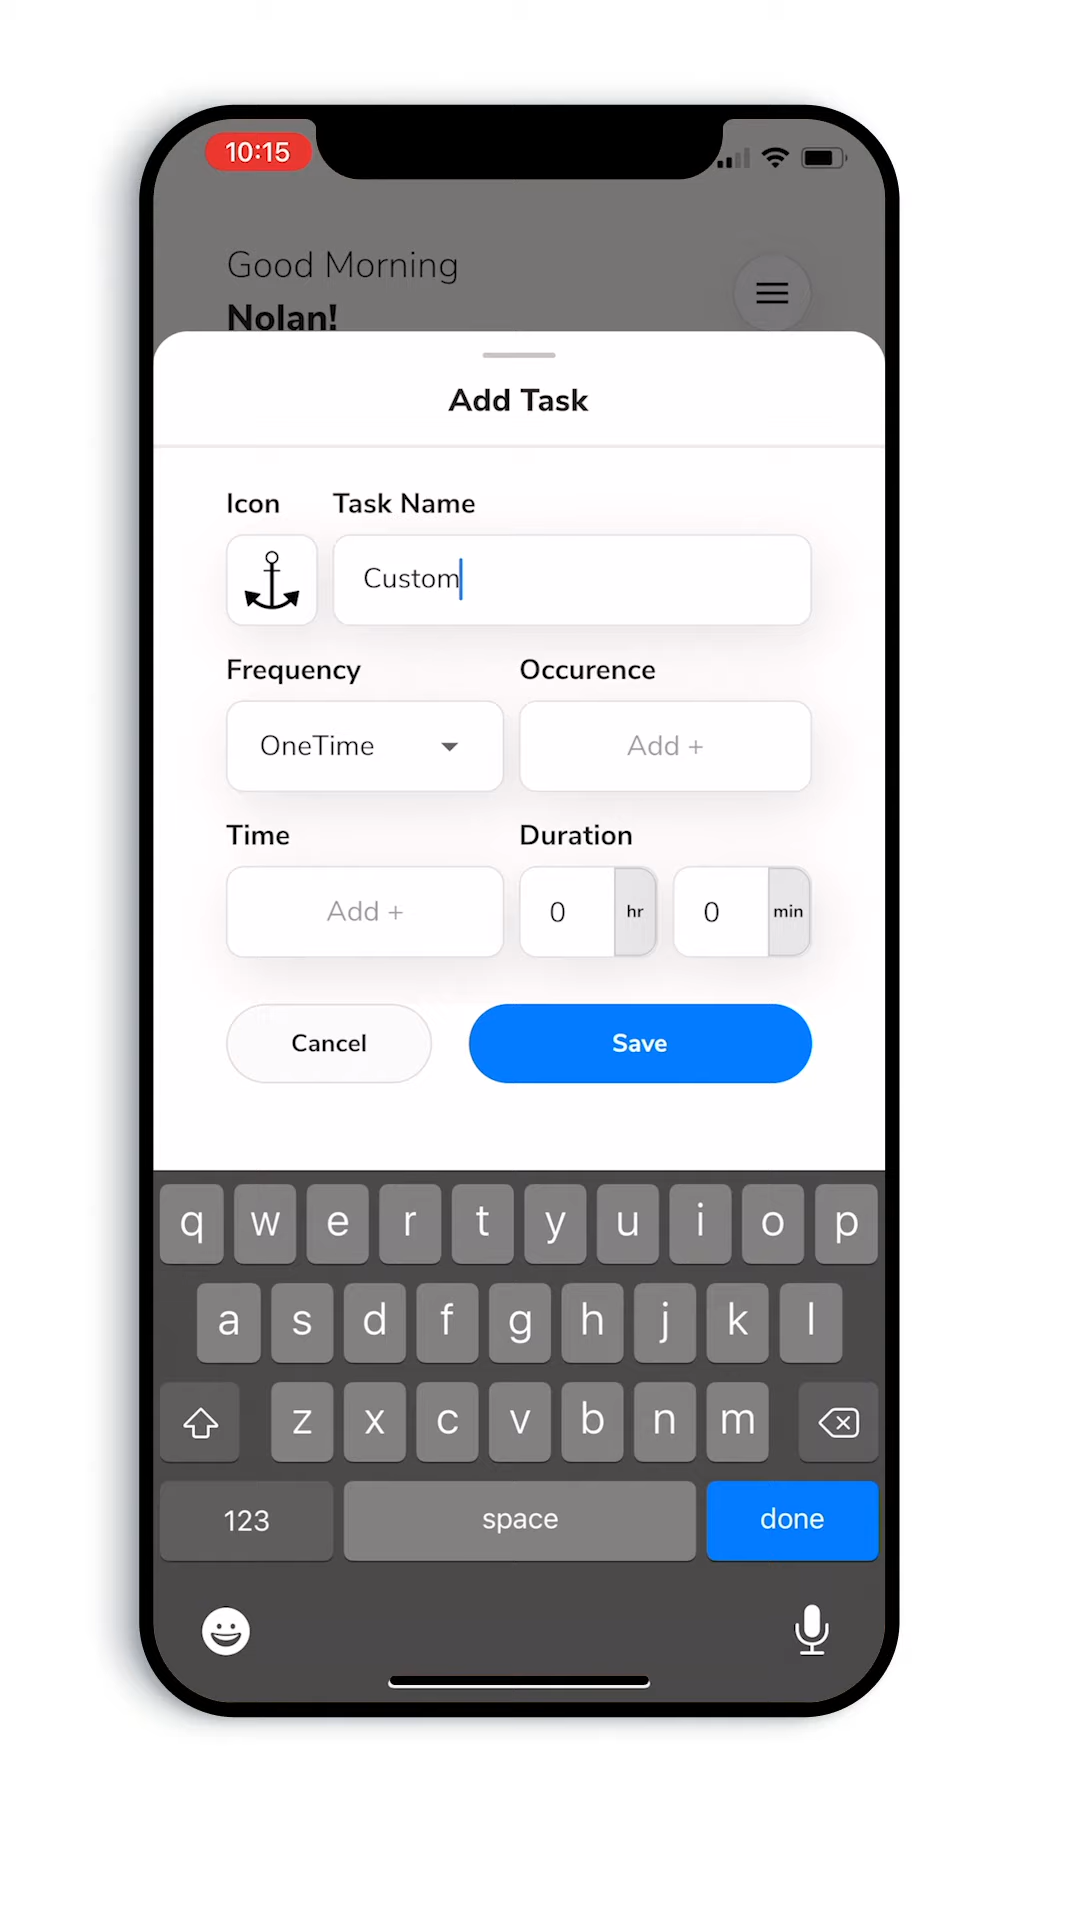 10:15
Good Morning
Nolan!
Add Task
Icon Task Name
Custom
Frequency Occurence
OneTime Add +
Time Duration
Add + 0 hr 0 min
Cancel Save
q w e r t y u i o p
a s d f g h j k l
z x c v b n m
123 space done